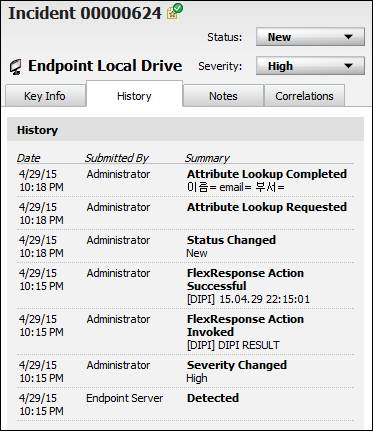 Incident 00000624
Status: New
Endpoint Local Drive Severity: High
Key Info History Notes Correlations
History
Date Submitted By Summary
4/29/15 Administrator Attribute Lookup Completed
10:18 PM 이름= email= 부서=
4/29/15 Administrator Attribute Lookup Requested
10:18 PM
4/29/15 Administrator Status Changed
10:18 PM New
4/29/15 Administrator FlexResponse Action
10:15 PM Successful
[DIPI] 15.04.29 22:15:01
4/29/15 Administrator FlexResponse Action
10:15 PM Invoked
[DIPI] DIPI RESULT
4/29/15 Administrator Severity Changed
10:15 PM High
4/29/15 Endpoint Server Detected
10:15 PM